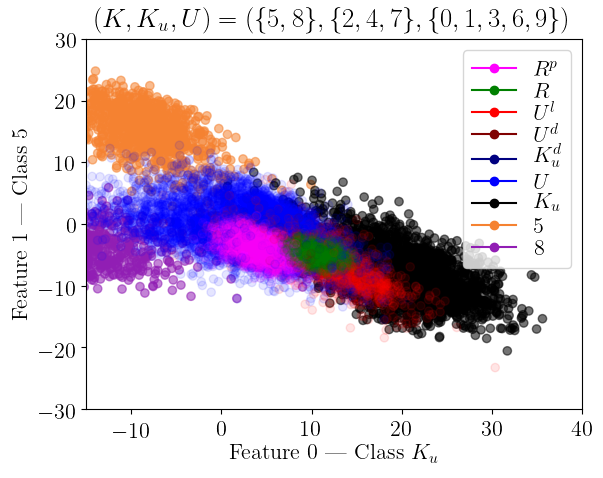 (K, K_u, U) = ({5, 8}, {2, 4, 7}, {0, 1, 3, 6, 9})
R^p
R
U^l
U^d
K_u^d
U
K_u
5
8
30
20
10
0
−10
−20
−30
Feature 1 — Class 5
−10 0 10 20 30 40
Feature 0 — Class K_u